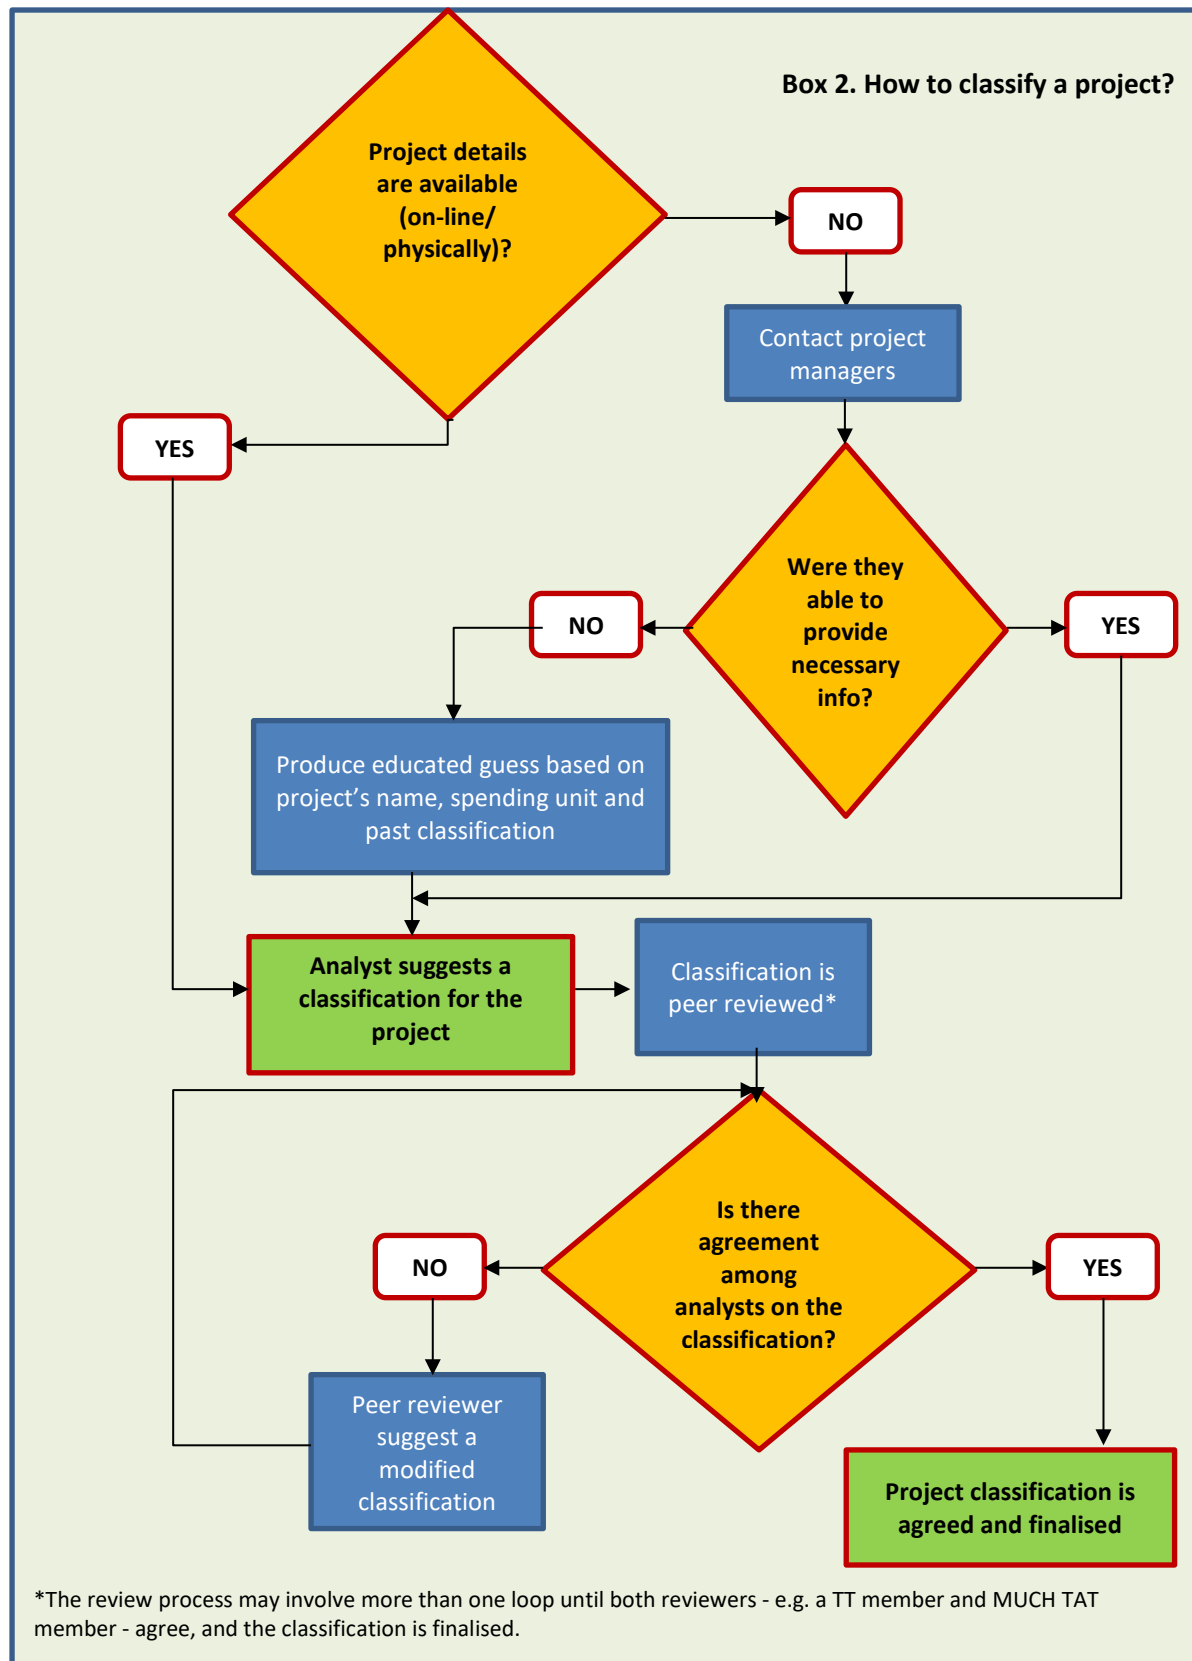 Box 2. How to classify a project?
Project details
are available
(on-line/
physically)?
NO
Contact project
managers
YES
Were they
able to
provide
necessary
info?
NO
YES
Produce educated guess based on
project’s name, spending unit and
past classification
Analyst suggests a
classification for the
project
Classification is
peer reviewed*
Is there
agreement
among
analysts on the
classification?
NO
YES
Peer reviewer
suggest a
modified
classification
Project classification is
agreed and finalised
*The review process may involve more than one loop until both reviewers - e.g. a TT member and MUCH TAT
member - agree, and the classification is finalised.